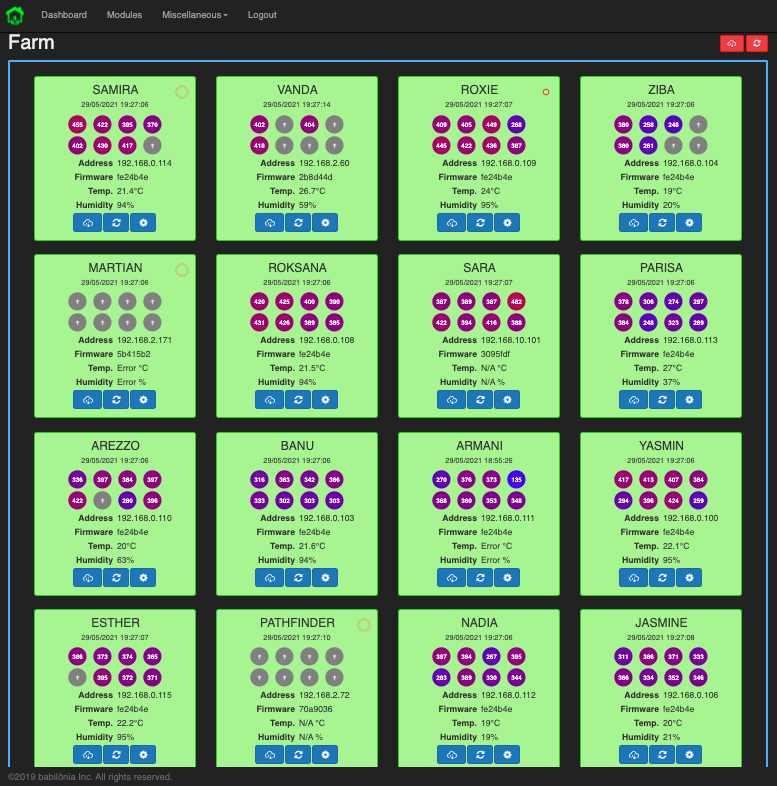 Dashboard Modules Miscellaneous Logout
Farm
SAMIRA VANDA ROXIE ZIBA
29/05/2021 19:27:06 29/05/2021 19:27:14 29/05/2021 19:27:07 29/05/2021 19:27:06
455 422 395 370 402 ? 404 ? 409 405 449 268 360 258 248 ?
402 430 417 ? 418 ? ? ? 445 422 436 367 380 261 ? ?
Address 192.168.0.114 Address 192.168.2.60 Address 192.168.0.109 Address 192.168.0.104
Firmware fe24b4e Firmware 2b8d44d Firmware fe24b4e Firmware fe24b4e
Temp. 21.4°C Temp. 26.7°C Temp. 24°C Temp. 19°C
Humidity 94% Humidity 59% Humidity 95% Humidity 20%
MARTIAN ROKSANA SARA PARISA
29/05/2021 19:27:06 29/05/2021 19:27:06 29/05/2021 19:27:07 29/05/2021 19:27:06
? ? ? ? 420 425 400 390 387 389 387 482 378 306 274 297
? ? ? ? 431 426 389 385 422 394 416 388 384 248 323 289
Address 192.168.2.171 Address 192.168.0.108 Address 192.168.10.101 Address 192.168.0.113
Firmware 5b415b2 Firmware fe24b4e Firmware 3095fdf Firmware fe24b4e
Temp. Error °C Temp. 21.5°C Temp. N/A °C Temp. 27°C
Humidity Error % Humidity 94% Humidity N/A % Humidity 37%
AREZZO BANU ARMANI YASMIN
29/05/2021 19:27:06 29/05/2021 19:27:06 29/05/2021 18:55:26 29/05/2021 19:27:06
336 397 384 397 316 363 342 366 270 376 373 135 417 413 407 364
422 ? 280 396 333 302 303 303 368 360 353 348 294 396 424 259
Address 192.168.0.110 Address 192.168.0.103 Address 192.168.0.111 Address 192.168.0.100
Firmware fe24b4e Firmware fe24b4e Firmware fe24b4e Firmware fe24b4e
Temp. 20°C Temp. 21.6°C Temp. Error °C Temp. 22.1°C
Humidity 63% Humidity 94% Humidity Error % Humidity 95%
ESTHER PATHFINDER NADIA JASMINE
29/05/2021 19:27:07 29/05/2021 19:27:10 29/05/2021 19:27:06 29/05/2021 19:27:08
386 373 374 365 ? ? ? ? 397 394 267 395 311 386 371 333
? 395 372 371 ? ? ? ? 283 369 330 344 366 334 352 346
Address 192.168.0.115 Address 192.168.2.72 Address 192.168.0.112 Address 192.168.0.106
Firmware fe24b4e Firmware 70a9036 Firmware fe24b4e Firmware fe24b4e
Temp. 22.2°C Temp. N/A °C Temp. 19°C Temp. 20°C
Humidity 95% Humidity N/A % Humidity 19% Humidity 21%
©2019 babilônia Inc. All rights reserved.